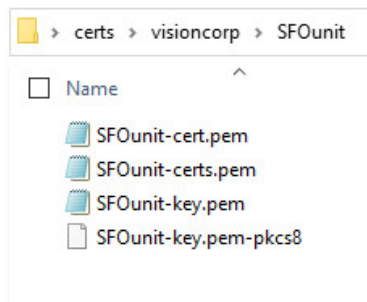 certs > visioncorp > SFOunit
Name
SFOunit-cert.pem
SFOunit-certs.pem
SFOunit-key.pem
SFOunit-key.pem-pkcs8